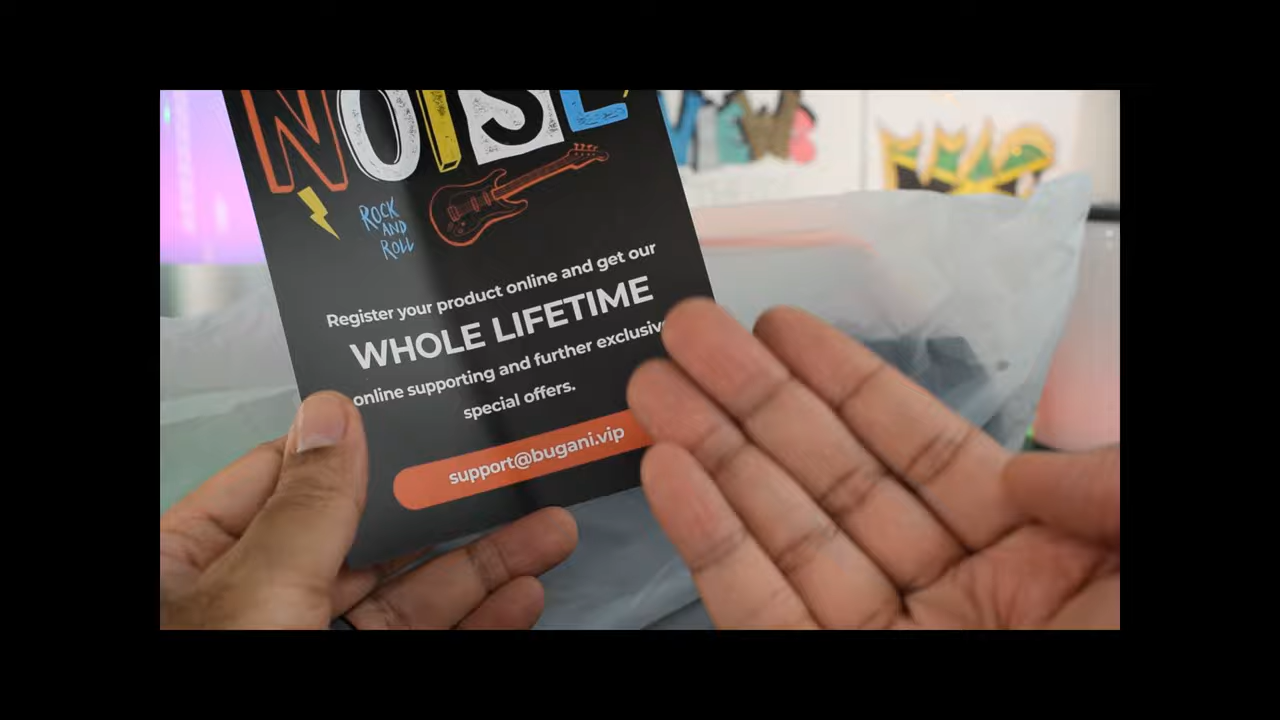 NOISE
ROCK
AND
ROLL
Register your product online and get our
WHOLE LIFETIME
online supporting and further exclusive
special offers.
support@bugani.vip